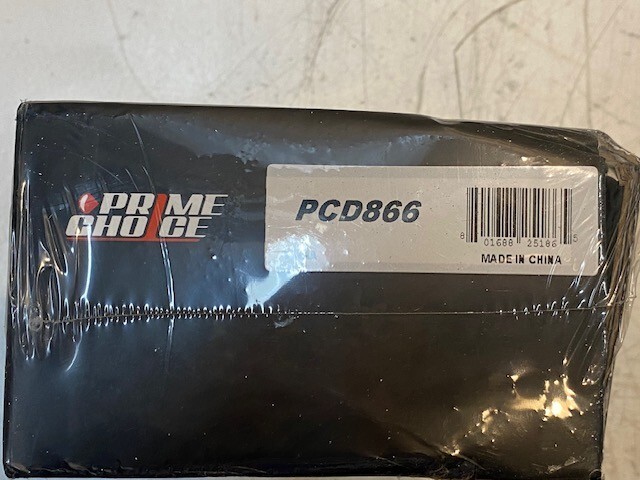 PRIME
CHOICE
PCD866
8 01688 25186 5
MADE IN CHINA